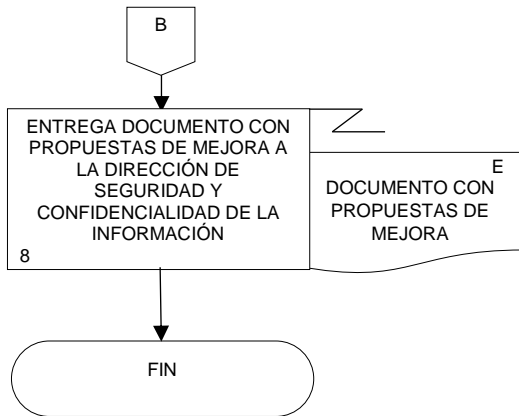 B
ENTREGA DOCUMENTO CON
PROPUESTAS DE MEJORA A
LA DIRECCIÓN DE
SEGURIDAD Y
CONFIDENCIALIDAD DE LA
INFORMACIÓN
8
E
DOCUMENTO CON
PROPUESTAS DE
MEJORA
FIN